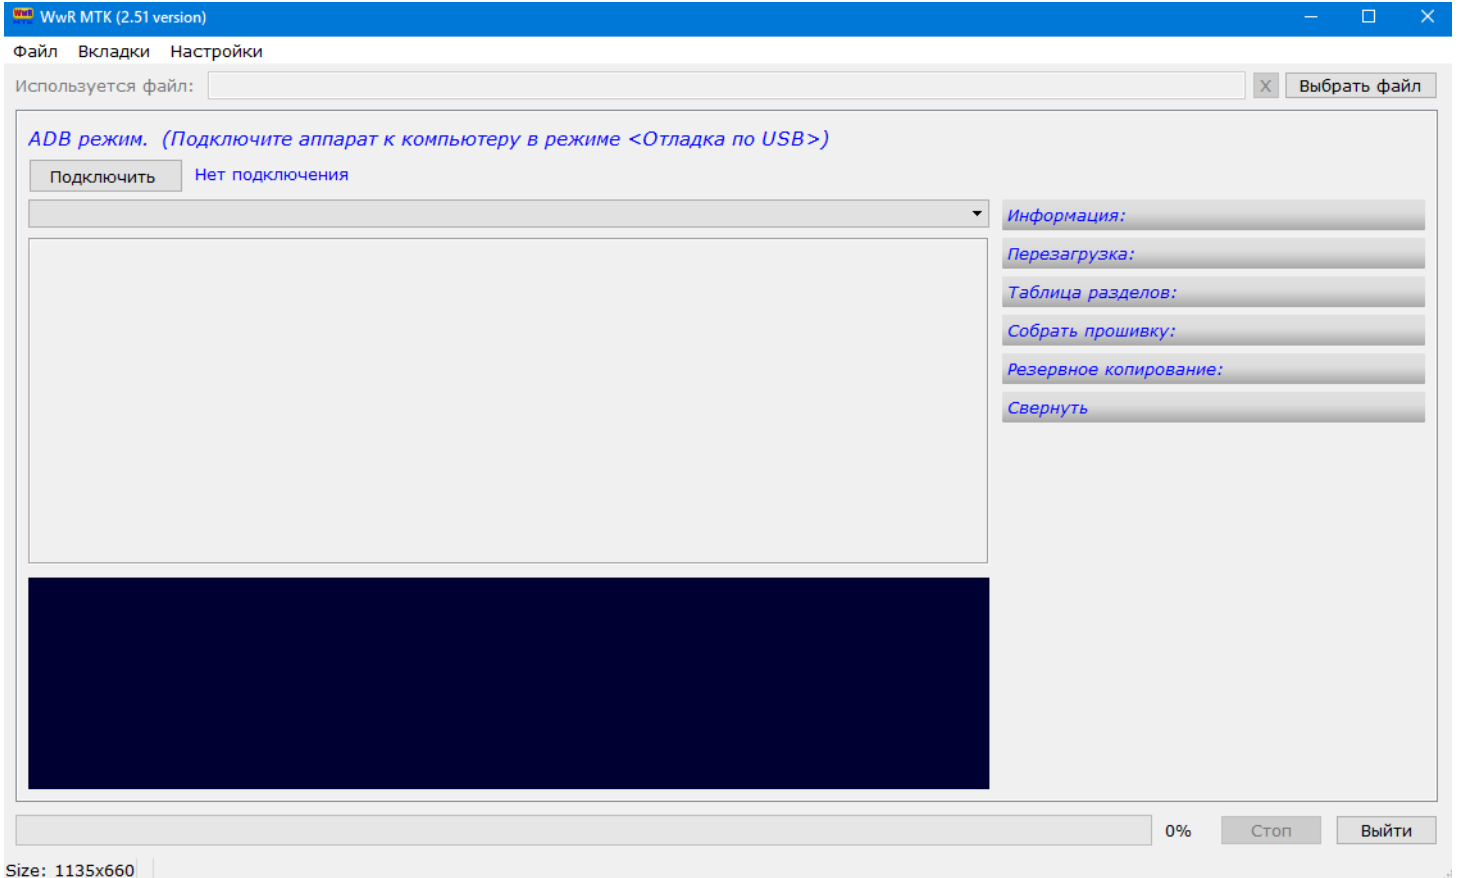 WwR MTK (2.51 version)
Файл Вкладки Настройки
Используется файл: X Выбрать файл
ADB режим. (Подключите аппарат к компьютеру в режиме <Отладка по USB>)
Подключить Нет подключения
Информация:
Перезагрузка:
Таблица разделов:
Собрать прошивку:
Резервное копирование:
Свернуть
0% Стоп Выйти
Size: 1135x660